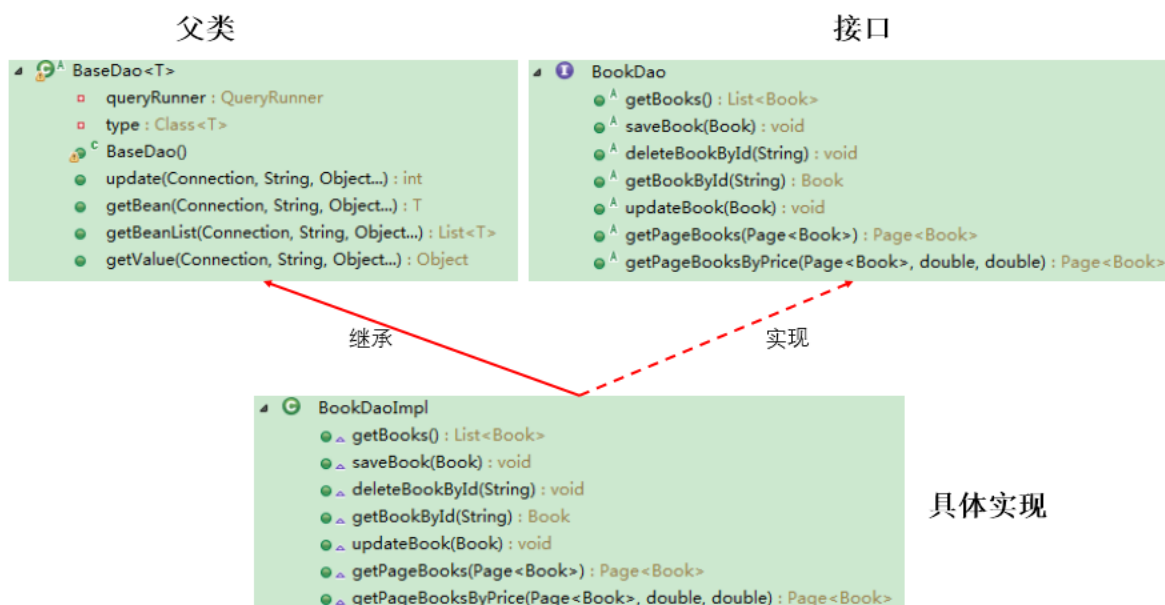 父类
BaseDao<T>
queryRunner : QueryRunner
type : Class<T>
BaseDao()
update(Connection, String, Object...) : int
getBean(Connection, String, Object...) : T
getBeanList(Connection, String, Object...) : List<T>
getValue(Connection, String, Object...) : Object
接口
BookDao
getBooks() : List<Book>
saveBook(Book) : void
deleteBookById(String) : void
getBookById(String) : Book
updateBook(Book) : void
getPageBooks(Page<Book>) : Page<Book>
getPageBooksByPrice(Page<Book>, double, double) : Page<Book>
继承
实现
BookDaoImpl
getBooks() : List<Book>
saveBook(Book) : void
deleteBookById(String) : void
getBookById(String) : Book
updateBook(Book) : void
getPageBooks(Page<Book>) : Page<Book>
getPageBooksByPrice(Page<Book>, double, double) : Page<Book>
具体实现